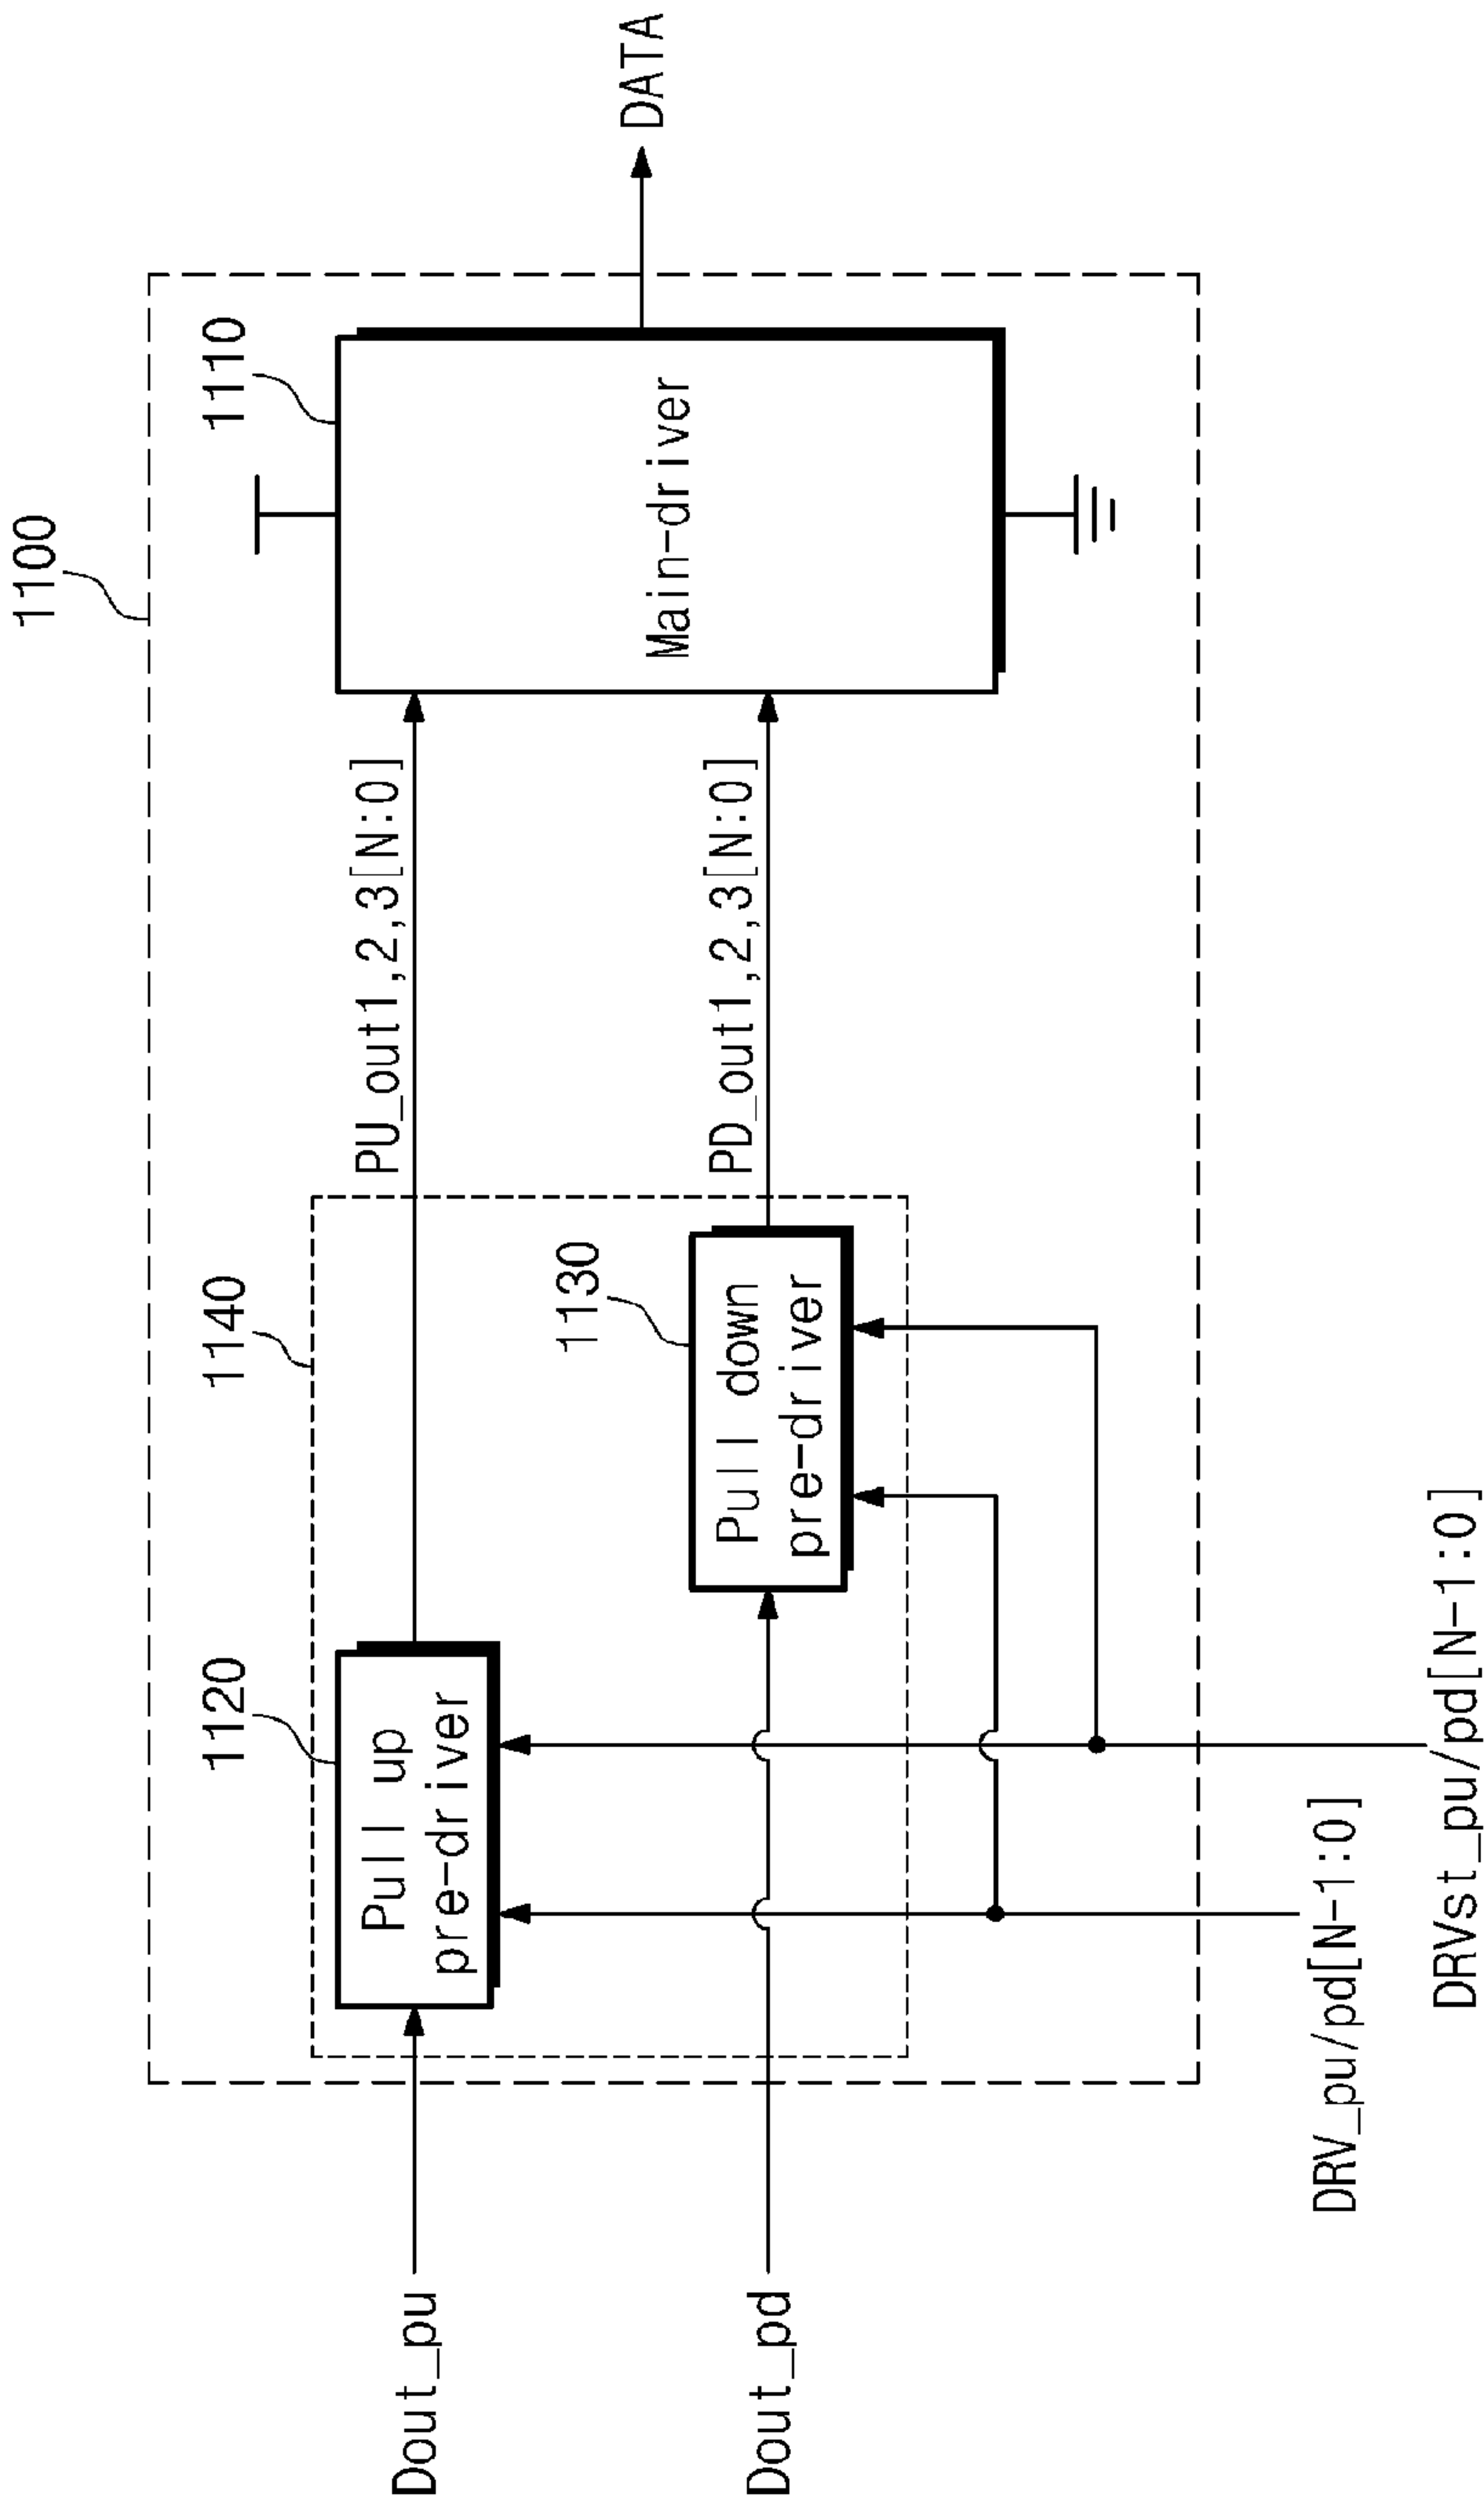 1100
1120
1140
1110
Dout_pu
Pull up
pre-driver
PU_out1,2,3[N:0]
1130
Dout_pd
Pull down
pre-driver
PD_out1,2,3[N:0]
Main-driver
DATA
DRV_pu/pd[N-1:0]
DRVst_pu/pd[N-1:0]